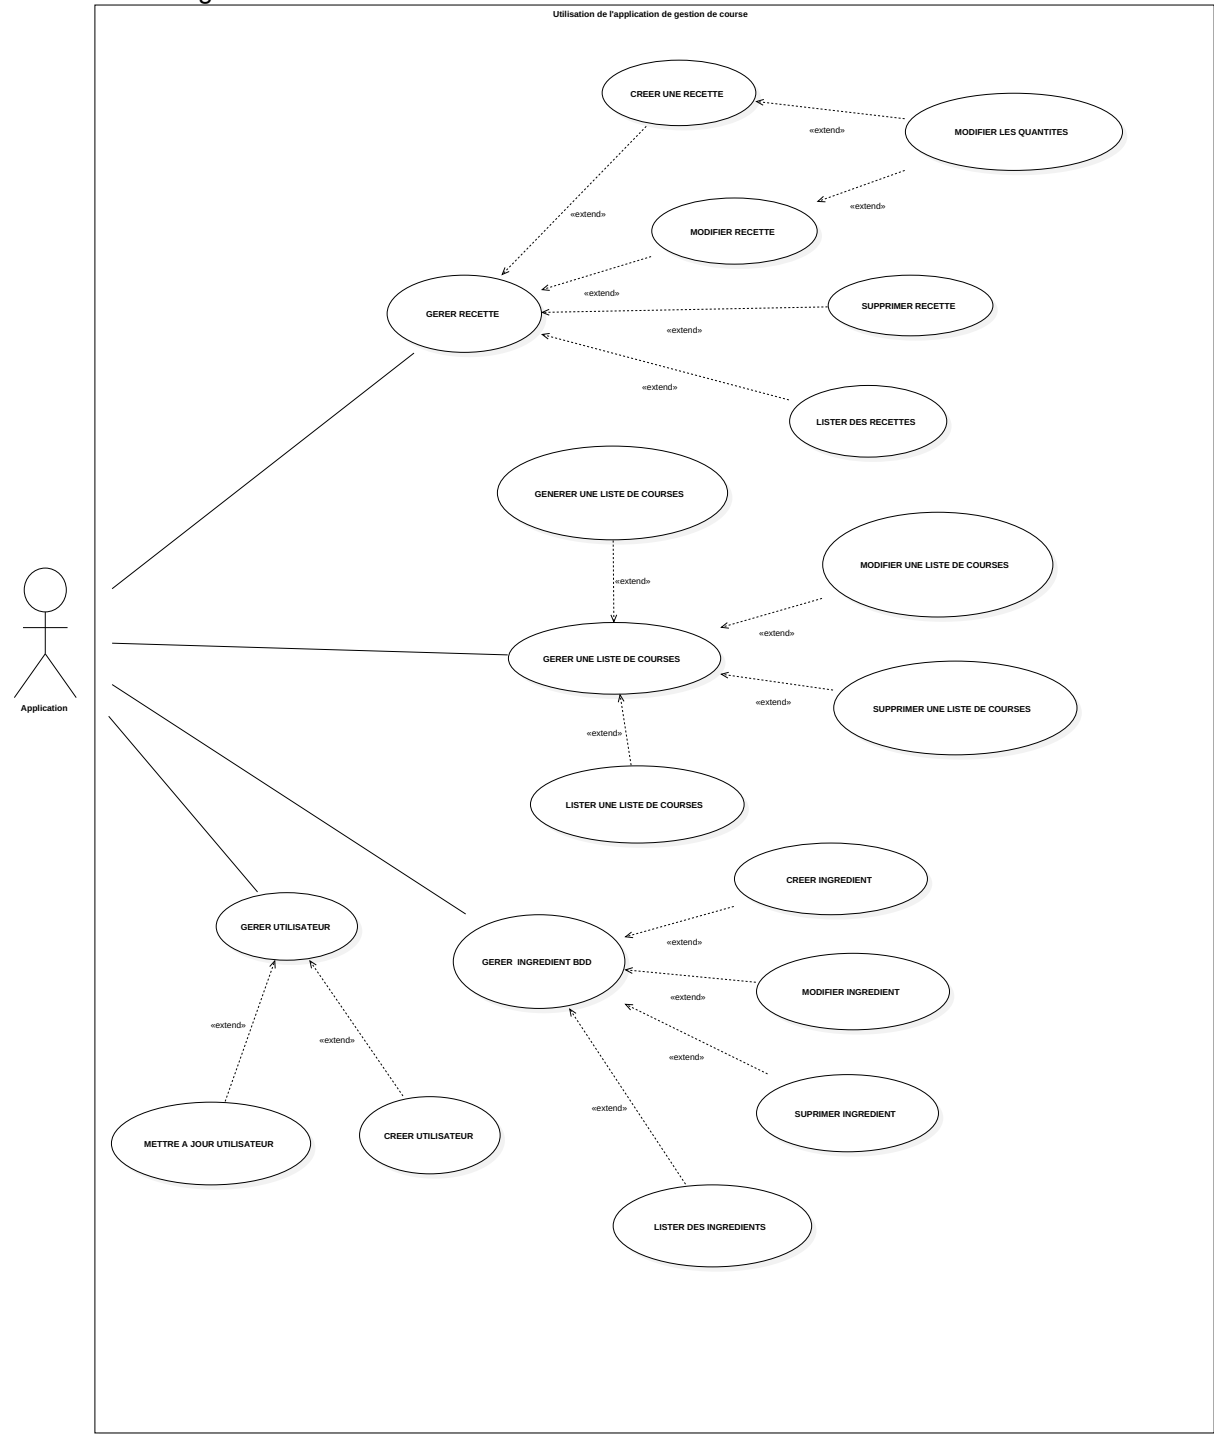 g
Utilisation de l'application de gestion de course
CREER UNE RECETTE
MODIFIER LES QUANTITES
«extend»
«extend»
«extend»
MODIFIER RECETTE
«extend»
SUPPRIMER RECETTE
GERER RECETTE
«extend»
«extend»
LISTER DES RECETTES
GENERER UNE LISTE DE COURSES
MODIFIER UNE LISTE DE COURSES
«extend»
«extend»
GERER UNE LISTE DE COURSES
«extend»
SUPPRIMER UNE LISTE DE COURSES
Application
«extend»
LISTER UNE LISTE DE COURSES
CREER INGREDIENT
GERER UTILISATEUR
«extend»
GERER  INGREDIENT BDD
MODIFIER INGREDIENT
«extend»
«extend»
«extend»
«extend»
«extend»
SUPRIMER INGREDIENT
CREER UTILISATEUR
METTRE A JOUR UTILISATEUR
LISTER DES INGREDIENTS